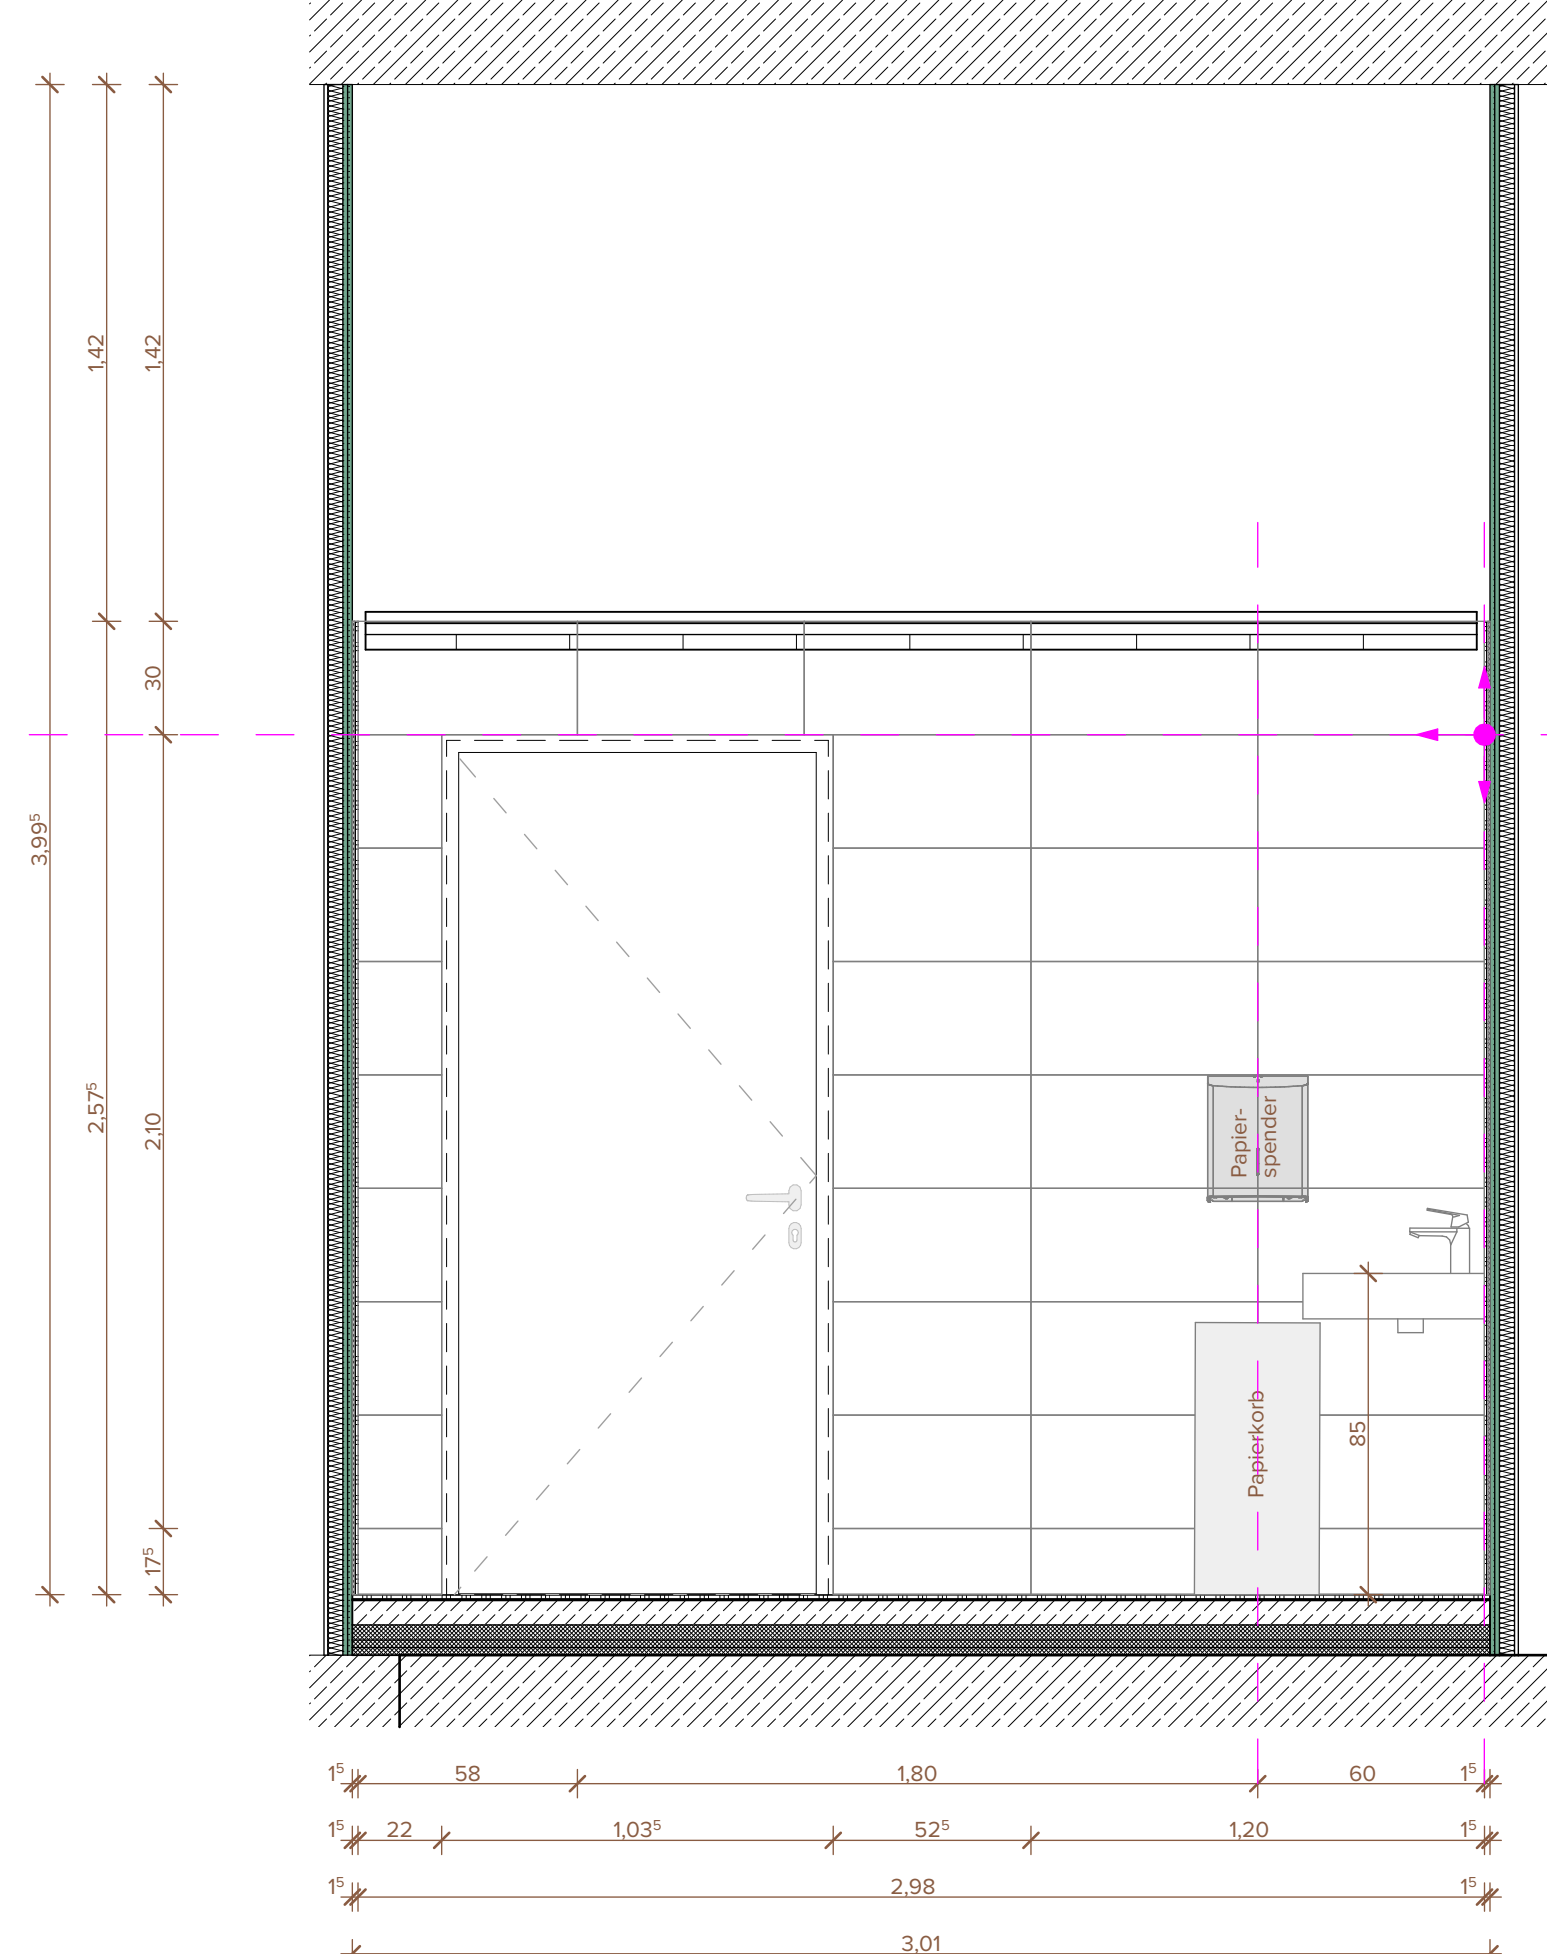 1,42
1,42
30
3,99⁵
2,57⁵
2,10
17⁵
Papier-
spender
Papierkorb
85
1⁵ 58 1,80 60 1⁵
1⁵ 22 1,03⁵ 52⁵ 1,20 1⁵
1⁵ 2,98 1⁵
3,01